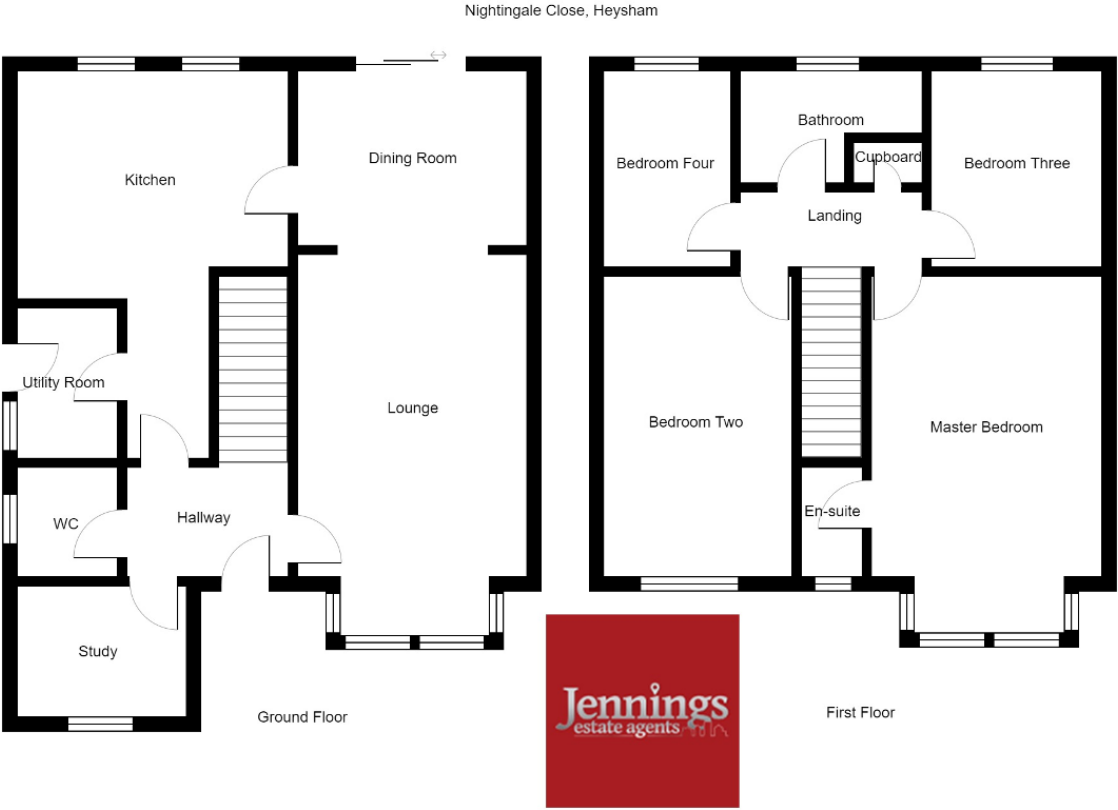 Nightingale Close, Heysham
Kitchen
Dining Room
Utility Room
Lounge
WC
Hallway
Study
Ground Floor
Bedroom Four
Bathroom
Cupboard
Bedroom Three
Landing
Bedroom Two
Master Bedroom
En-suite
First Floor
Jennings
estate agents